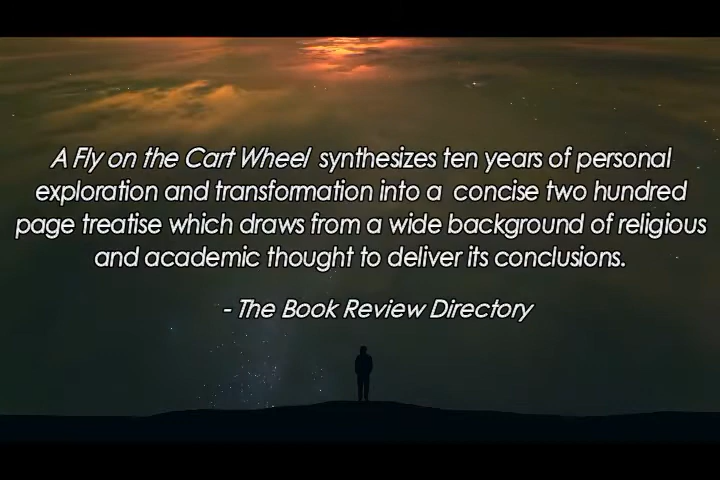 A Fly on the Cart Wheel synthesizes ten years of personal
exploration and transformation into a concise two hundred
page treatise which draws from a wide background of religious
and academic thought to deliver its conclusions.
- The Book Review Directory